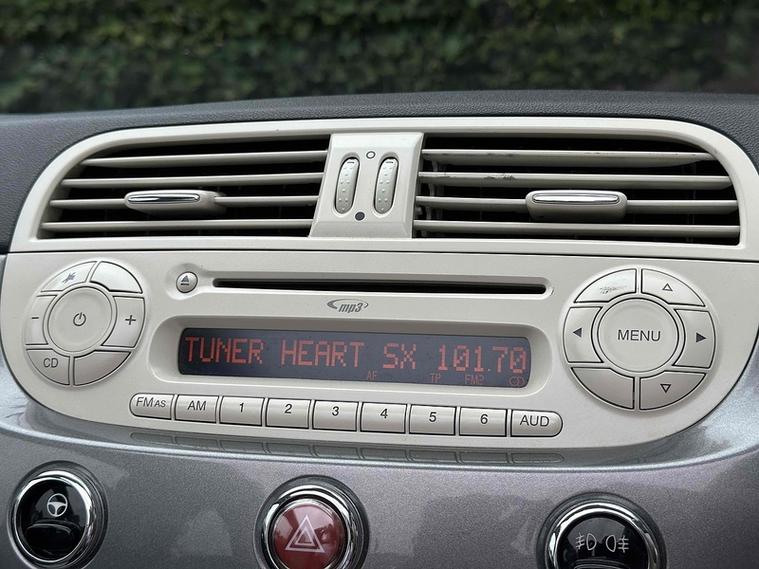 mp3
TUNER HEART SX 101.70
AF TP FM2 CD
CD
MENU
FM AS AM 1 2 3 4 5 6 AUD